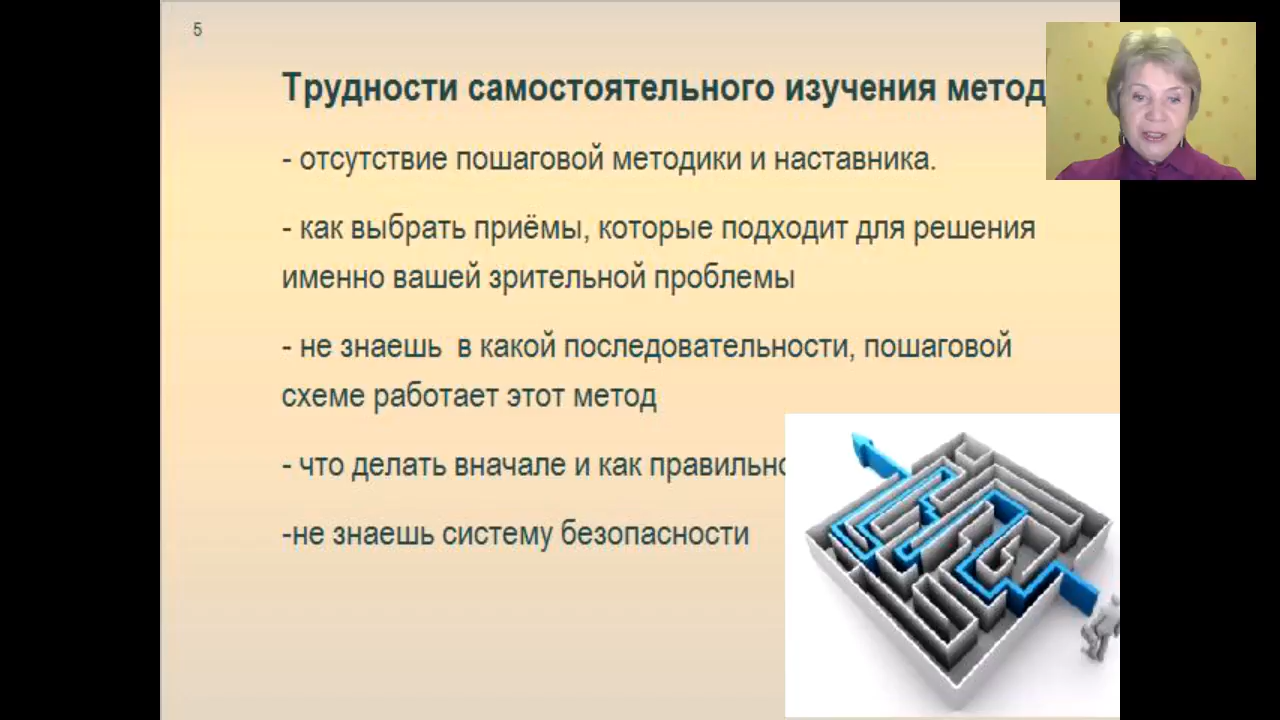 5
Трудности самостоятельного изучения метод
- отсутствие пошаговой методики и наставника.
- как выбрать приёмы, которые подходит для решения
именно вашей зрительной проблемы
- не знаешь в какой последовательности, пошаговой
схеме работает этот метод
- что делать вначале и как правильно
-не знаешь систему безопасности